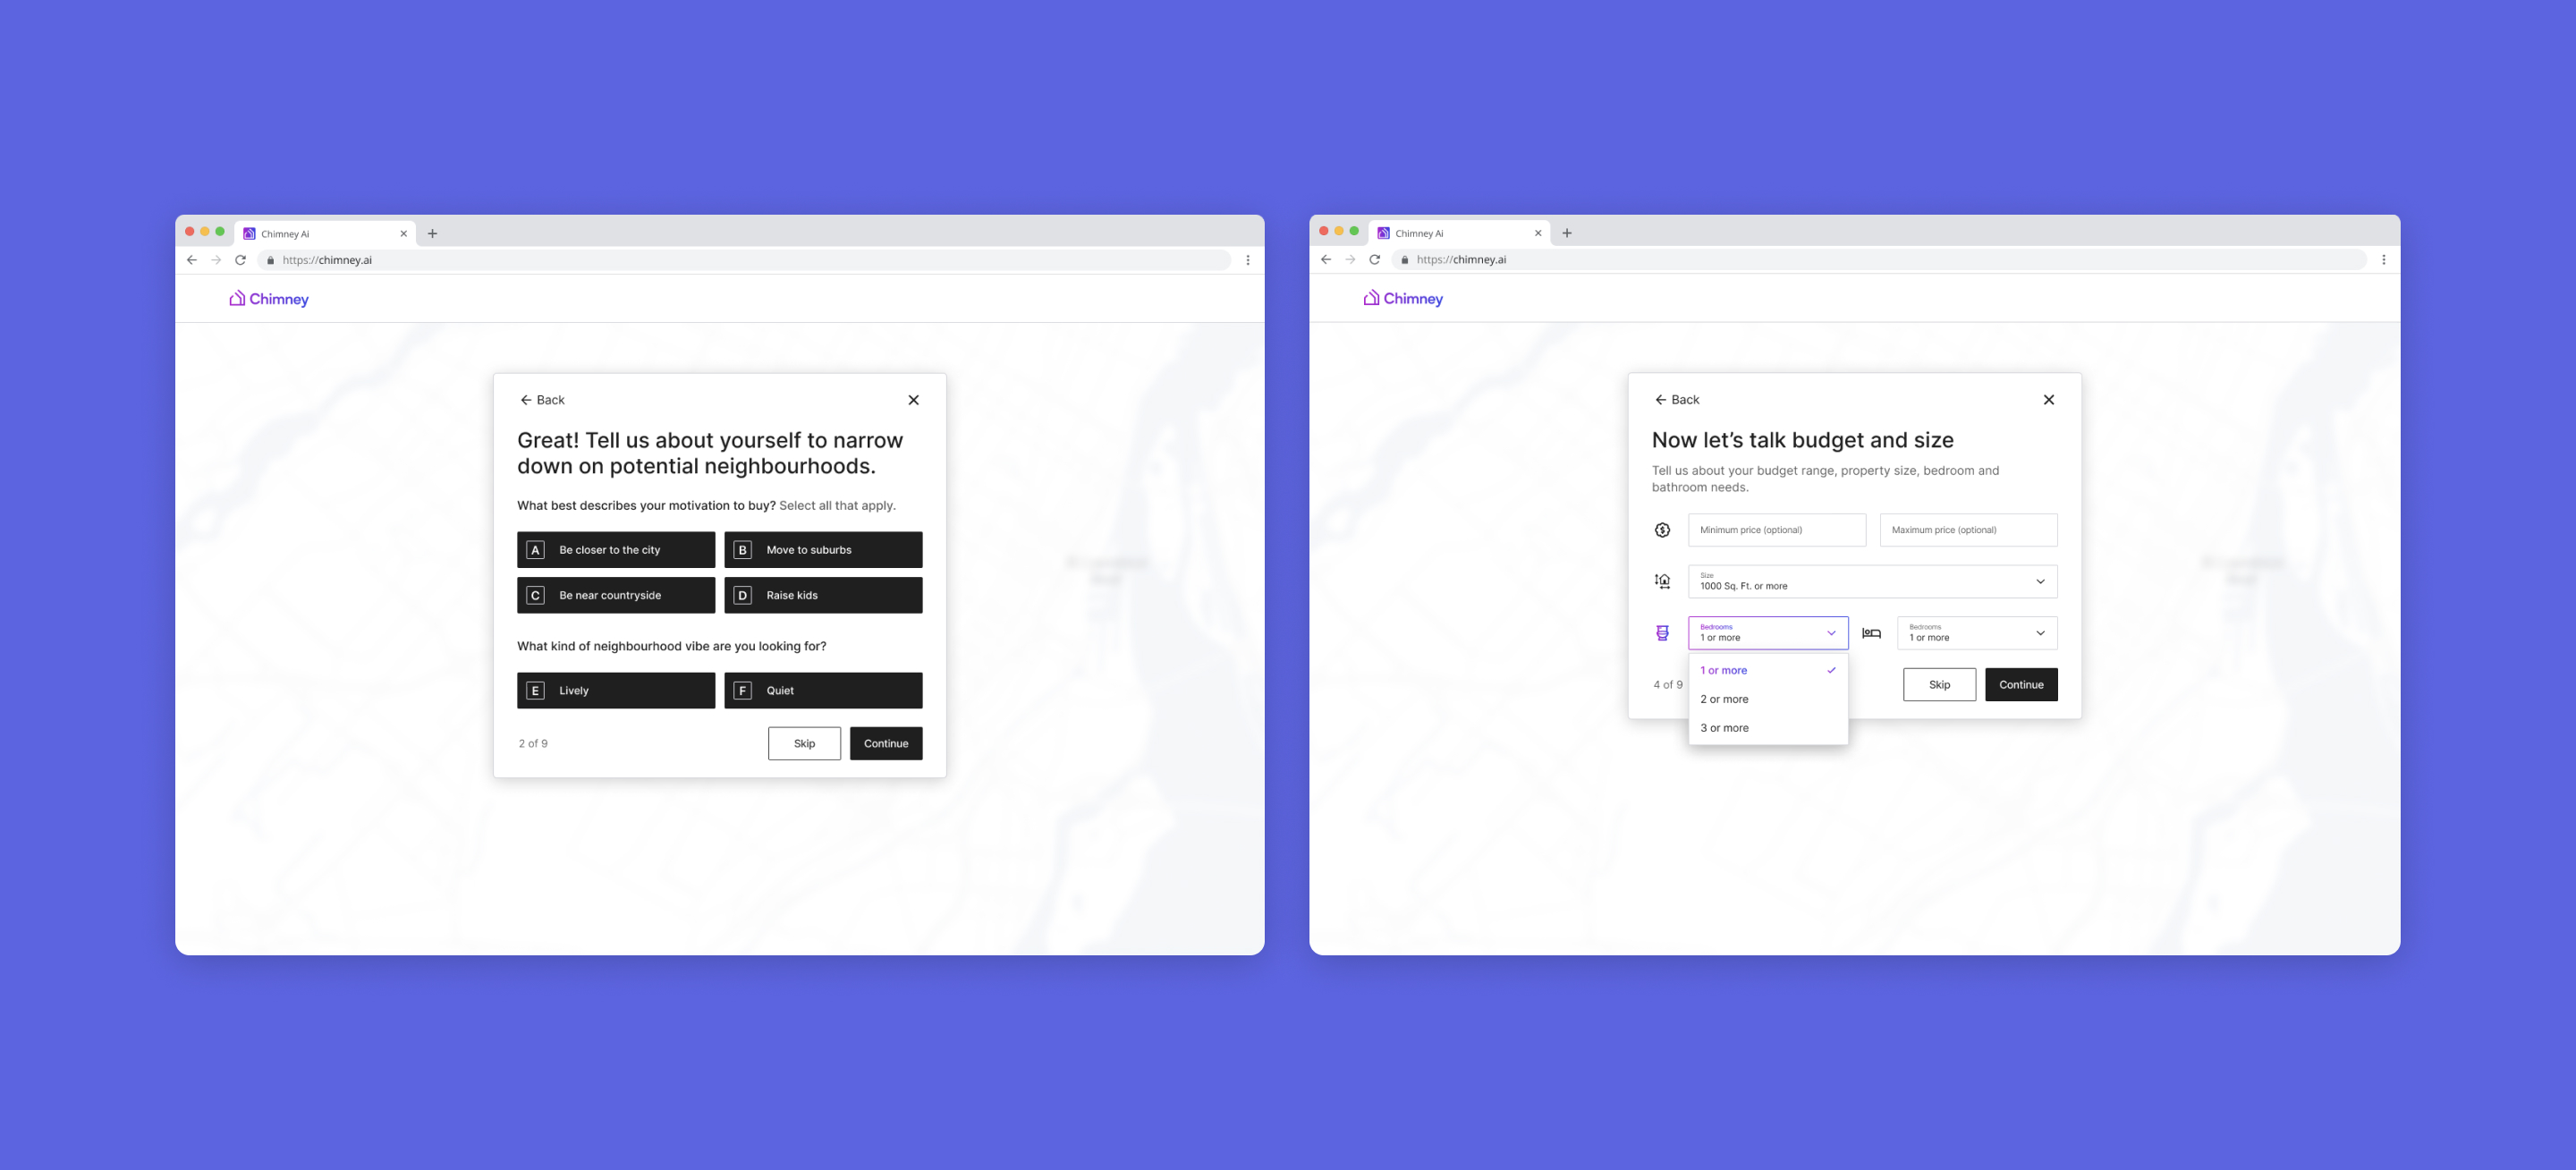 Chimney Ai
https://chimney.ai
Chimney
Back
Great! Tell us about yourself to narrow
down on potential neighbourhoods.
What best describes your motivation to buy? Select all that apply.
A Be closer to the city
B Move to suburbs
C Be near countryside
D Raise kids
What kind of neighbourhood vibe are you looking for?
E Lively
F Quiet
2 of 9
Skip
Continue
Chimney Ai
https://chimney.ai
Chimney
Back
Now let’s talk budget and size
Tell us about your budget range, property size, bedroom and
bathroom needs.
Minimum price (optional)
Maximum price (optional)
Size
1000 Sq. Ft. or more
Bedrooms
1 or more
Bedrooms
1 or more
1 or more
2 or more
3 or more
4 of 9
Skip
Continue